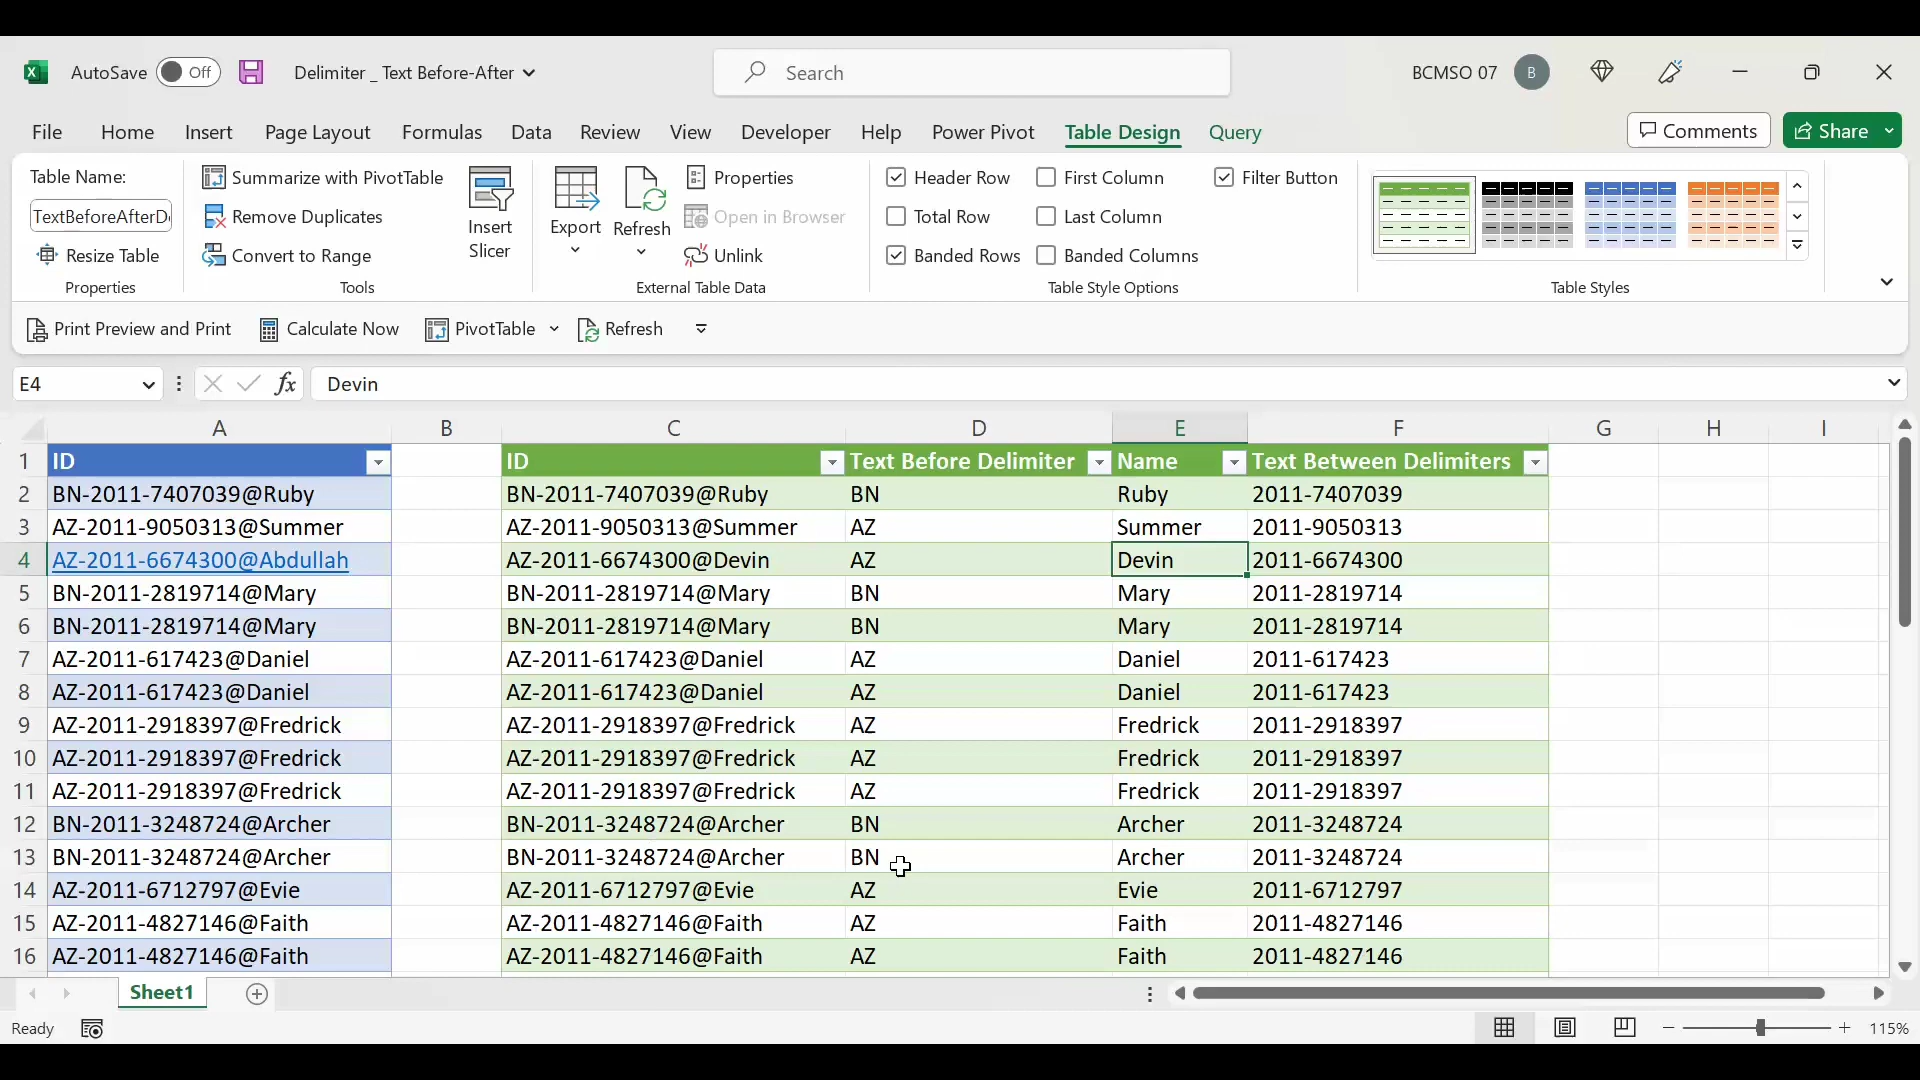 AutoSave Off Delimiter _ Text Before-After Search BCMSO 07 B
File Home Insert Page Layout Formulas Data Review View Developer Help Power Pivot Table Design Query Comments Share
Table Name:
TextBeforeAfterD
Resize Table
Properties
Summarize with PivotTable
Remove Duplicates
Convert to Range
Tools
Insert
Slicer
Export
Refresh
Properties
Open in Browser
Unlink
External Table Data
Header Row First Column Filter Button
Total Row Last Column
Banded Rows Banded Columns
Table Style Options
Table Styles
Print Preview and Print Calculate Now PivotTable Refresh
E4 fx Devin
A B C D E F G H I
1 ID ID Text Before Delimiter Name Text Between Delimiters
2 BN-2011-7407039@Ruby BN-2011-7407039@Ruby BN Ruby 2011-7407039
3 AZ-2011-9050313@Summer AZ-2011-9050313@Summer AZ Summer 2011-9050313
4 AZ-2011-6674300@Abdullah AZ-2011-6674300@Devin AZ Devin 2011-6674300
5 BN-2011-2819714@Mary BN-2011-2819714@Mary BN Mary 2011-2819714
6 BN-2011-2819714@Mary BN-2011-2819714@Mary BN Mary 2011-2819714
7 AZ-2011-617423@Daniel AZ-2011-617423@Daniel AZ Daniel 2011-617423
8 AZ-2011-617423@Daniel AZ-2011-617423@Daniel AZ Daniel 2011-617423
9 AZ-2011-2918397@Fredrick AZ-2011-2918397@Fredrick AZ Fredrick 2011-2918397
10 AZ-2011-2918397@Fredrick AZ-2011-2918397@Fredrick AZ Fredrick 2011-2918397
11 AZ-2011-2918397@Fredrick AZ-2011-2918397@Fredrick AZ Fredrick 2011-2918397
12 BN-2011-3248724@Archer BN-2011-3248724@Archer BN Archer 2011-3248724
13 BN-2011-3248724@Archer BN-2011-3248724@Archer BN Archer 2011-3248724
14 AZ-2011-6712797@Evie AZ-2011-6712797@Evie AZ Evie 2011-6712797
15 AZ-2011-4827146@Faith AZ-2011-4827146@Faith AZ Faith 2011-4827146
16 AZ-2011-4827146@Faith AZ-2011-4827146@Faith AZ Faith 2011-4827146
Sheet1
Ready 115%